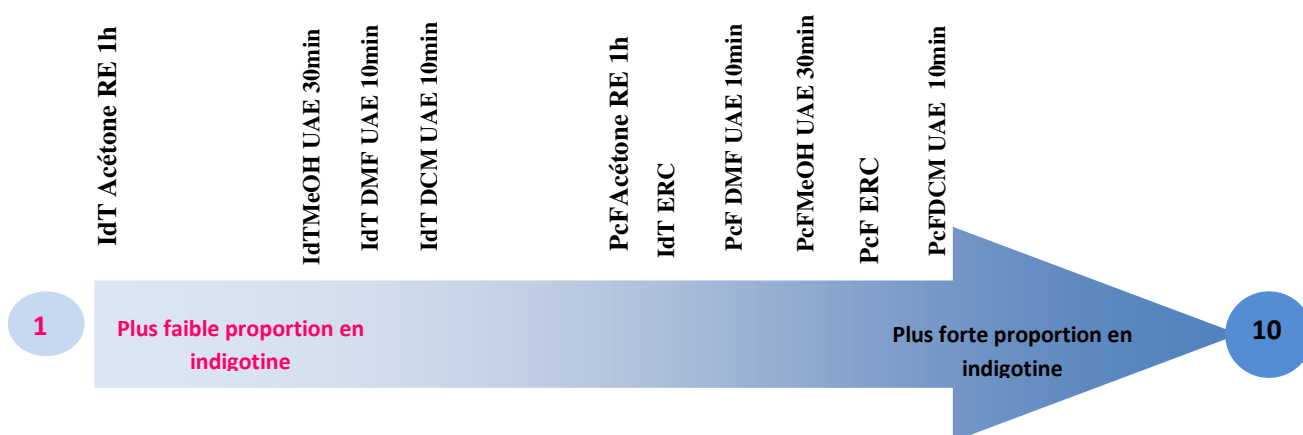 IdT Acétone RE 1h
IdTMeOH UAE 30min
IdT DMF UAE 10min
IdT DCM UAE 10min
PcFAcétone RE 1h
IdT ERC
PcF DMF UAE 10min
PcFMeOH UAE 30min
PcF ERC
PcFDCM UAE 10min
1
Plus faible proportion en
indigotine
Plus forte proportion en
indigotine
10